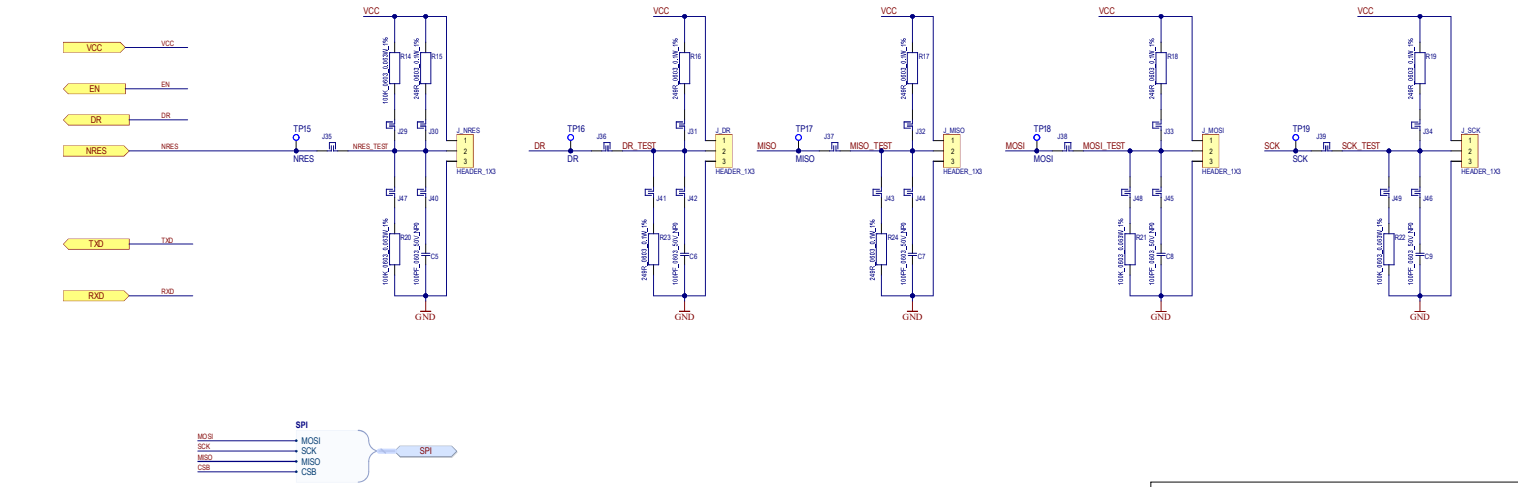 VCC
VCC
EN
EN
DR
DR
NRES
NRES
TXD
TXD
RXD
RXD
VCC
R14
100K_0603_0.063W_1%
R15
249R_0603_0.1W_1%
J29
J30
TP15
NRES
J35
NRES_TEST
J_NRES
1
2
3
HEADER_1X3
J47
J40
R20
100K_0603_0.063W_1%
C5
100PF_0603_50V_NP0
GND
VCC
R16
249R_0603_0.1W_1%
J31
DR
TP16
DR
J36
DR_TEST
J_DR
1
2
3
HEADER_1X3
J41
J42
R23
249R_0603_0.1W_1%
C6
100PF_0603_50V_NP0
GND
VCC
R17
249R_0603_0.1W_1%
J32
MISO
TP17
MISO
J37
MISO_TEST
J_MISO
1
2
3
HEADER_1X3
J43
J44
R24
249R_0603_0.1W_1%
C7
100PF_0603_50V_NP0
GND
VCC
R18
249R_0603_0.1W_1%
J33
MOSI
TP18
MOSI
J38
MOSI_TEST
J_MOSI
1
2
3
HEADER_1X3
J48
J45
R21
100K_0603_0.063W_1%
C8
100PF_0603_50V_NP0
GND
VCC
R19
249R_0603_0.1W_1%
J34
SCK
TP19
SCK
J39
SCK_TEST
J_SCK
1
2
3
HEADER_1X3
J49
J46
R22
100K_0603_0.063W_1%
C9
100PF_0603_50V_NP0
GND
SPI
MOSI
MOSI
SCK
SCK
MISO
MISO
CSB
CSB
SPI